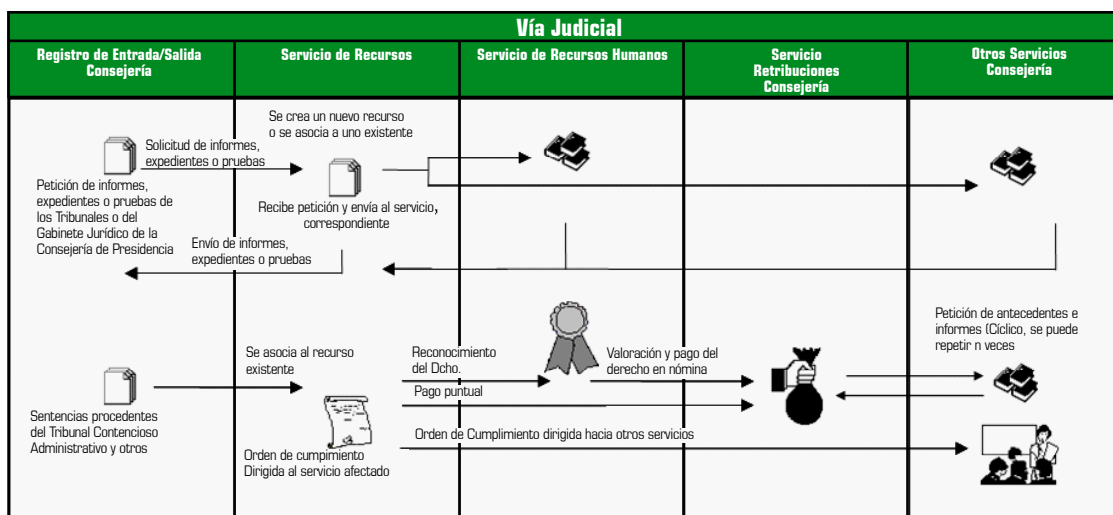 Vía Judicial
Registro de Entrada/Salida
Consejería
Servicio de Recursos
Servicio de Recursos Humanos
Servicio
Retribuciones
Consejería
Otros Servicios
Consejería
Se crea un nuevo recurso
o se asocia a uno existente
Solicitud de informes,
expedientes o pruebas
Petición de informes,
expedientes o pruebas de
los Tribunales o del
Gabinete Jurídico de la
Consejería de Presidencia
Recibe petición y envía al servicio,
correspondiente
Envío de informes,
expedientes o pruebas
Petición de antecedentes e
informes (Cíclico, se puede
repetir n veces
Se asocia al recurso
existente
Reconocimiento
del Dcho.
Valoración y pago del
derecho en nórnina
Pago puntual
Sentencias procedentes
del Tribunal Contencioso
Administrativo y otros
Orden de Cumplimiento dirigida hacia otros servicios
Orden de cumpimiento
Dirigida al servicio afectado